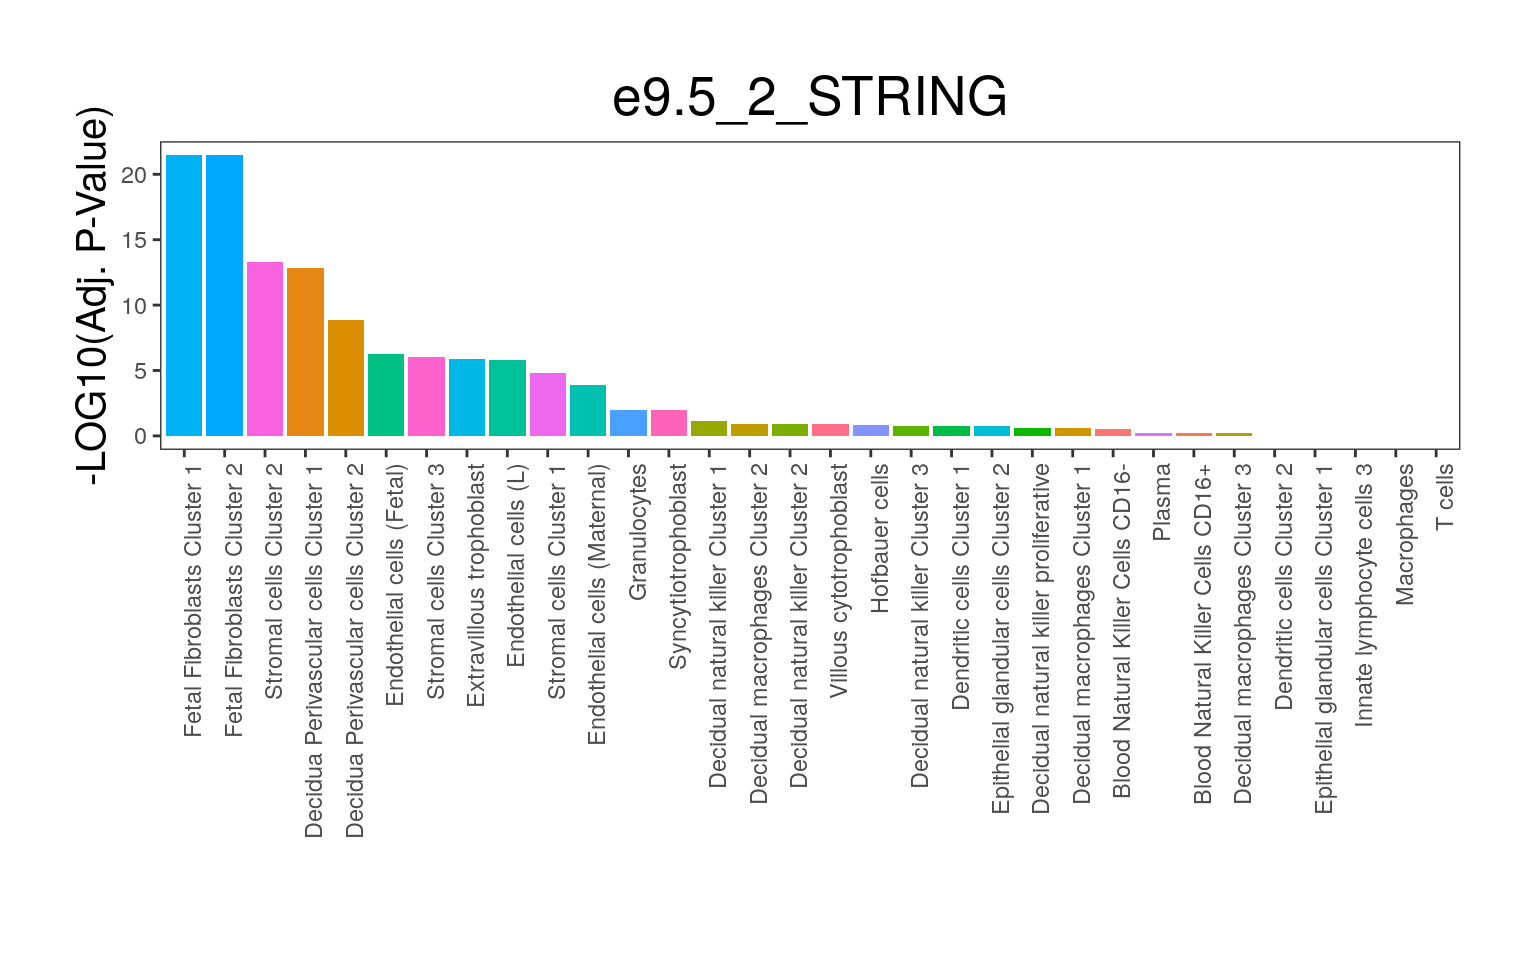 e9.5_2_STRING
-LOG10(Adj. P-Value)
20
15
10
5
0
Fetal Fibroblasts Cluster 1
Fetal Fibroblasts Cluster 2
Stromal cells Cluster 2
Decidua Perivascular cells Cluster 1
Decidua Perivascular cells Cluster 2
Endothelial cells (Fetal)
Stromal cells Cluster 3
Extravillous trophoblast
Endothelial cells (L)
Stromal cells Cluster 1
Endothelial cells (Maternal)
Granulocytes
Syncytiotrophoblast
Decidual natural killer Cluster 1
Decidual macrophages Cluster 2
Decidual natural killer Cluster 2
Villous cytotrophoblast
Hofbauer cells
Decidual natural killer Cluster 3
Dendritic cells Cluster 1
Epithelial glandular cells Cluster 2
Decidual natural killer proliferative
Decidual macrophages Cluster 1
Blood Natural Killer Cells CD16-
Plasma
Blood Natural Killer Cells CD16+
Decidual macrophages Cluster 3
Dendritic cells Cluster 2
Epithelial glandular cells Cluster 1
Innate lymphocyte cells 3
Macrophages
T cells